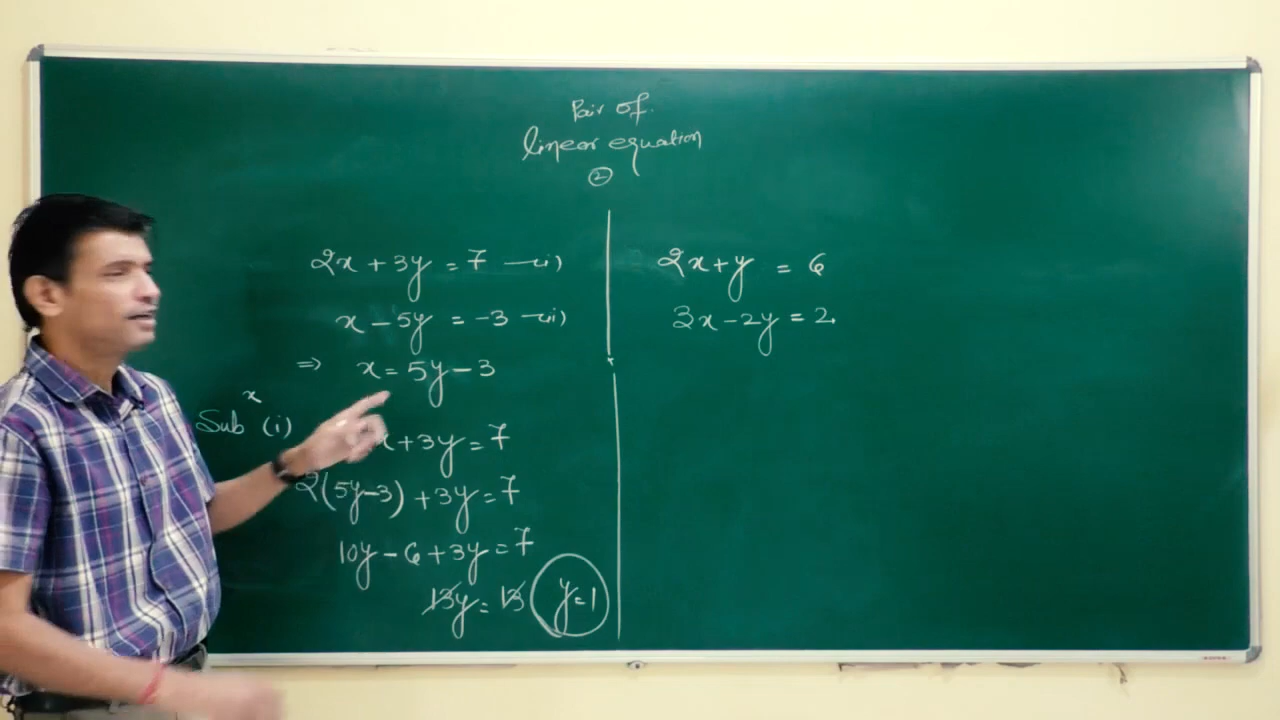 Pair of
linear equation
②
2x + 3y = 7 —(i)
x - 5y = -3 —(ii)
⇒ x = 5y - 3
x
Sub (i)
x + 3y = 7
2(5y-3) + 3y = 7
10y - 6 + 3y = 7
13y = 13 y=1
2x+y = 6
3x-2y = 2